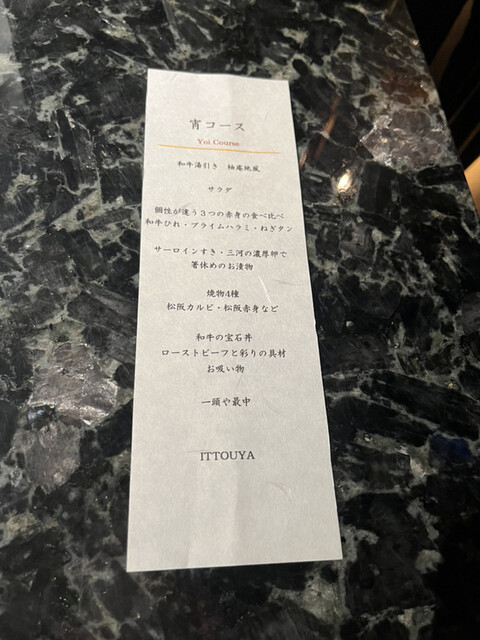 宵コース
Yoi Course
和牛湯引き 柚庵地風
サラダ
個性が違う３つの赤身の食べ比べ
和牛ひれ・プライムハラミ・ねぎタン
サーロインすき・三河の濃厚卵で
箸休めのお漬物
焼物4種
松阪カルビ・松阪赤身など
和牛の宝石丼
ローストビーフと彩りの具材
お吸い物
一頭や最中
ITTOUYA